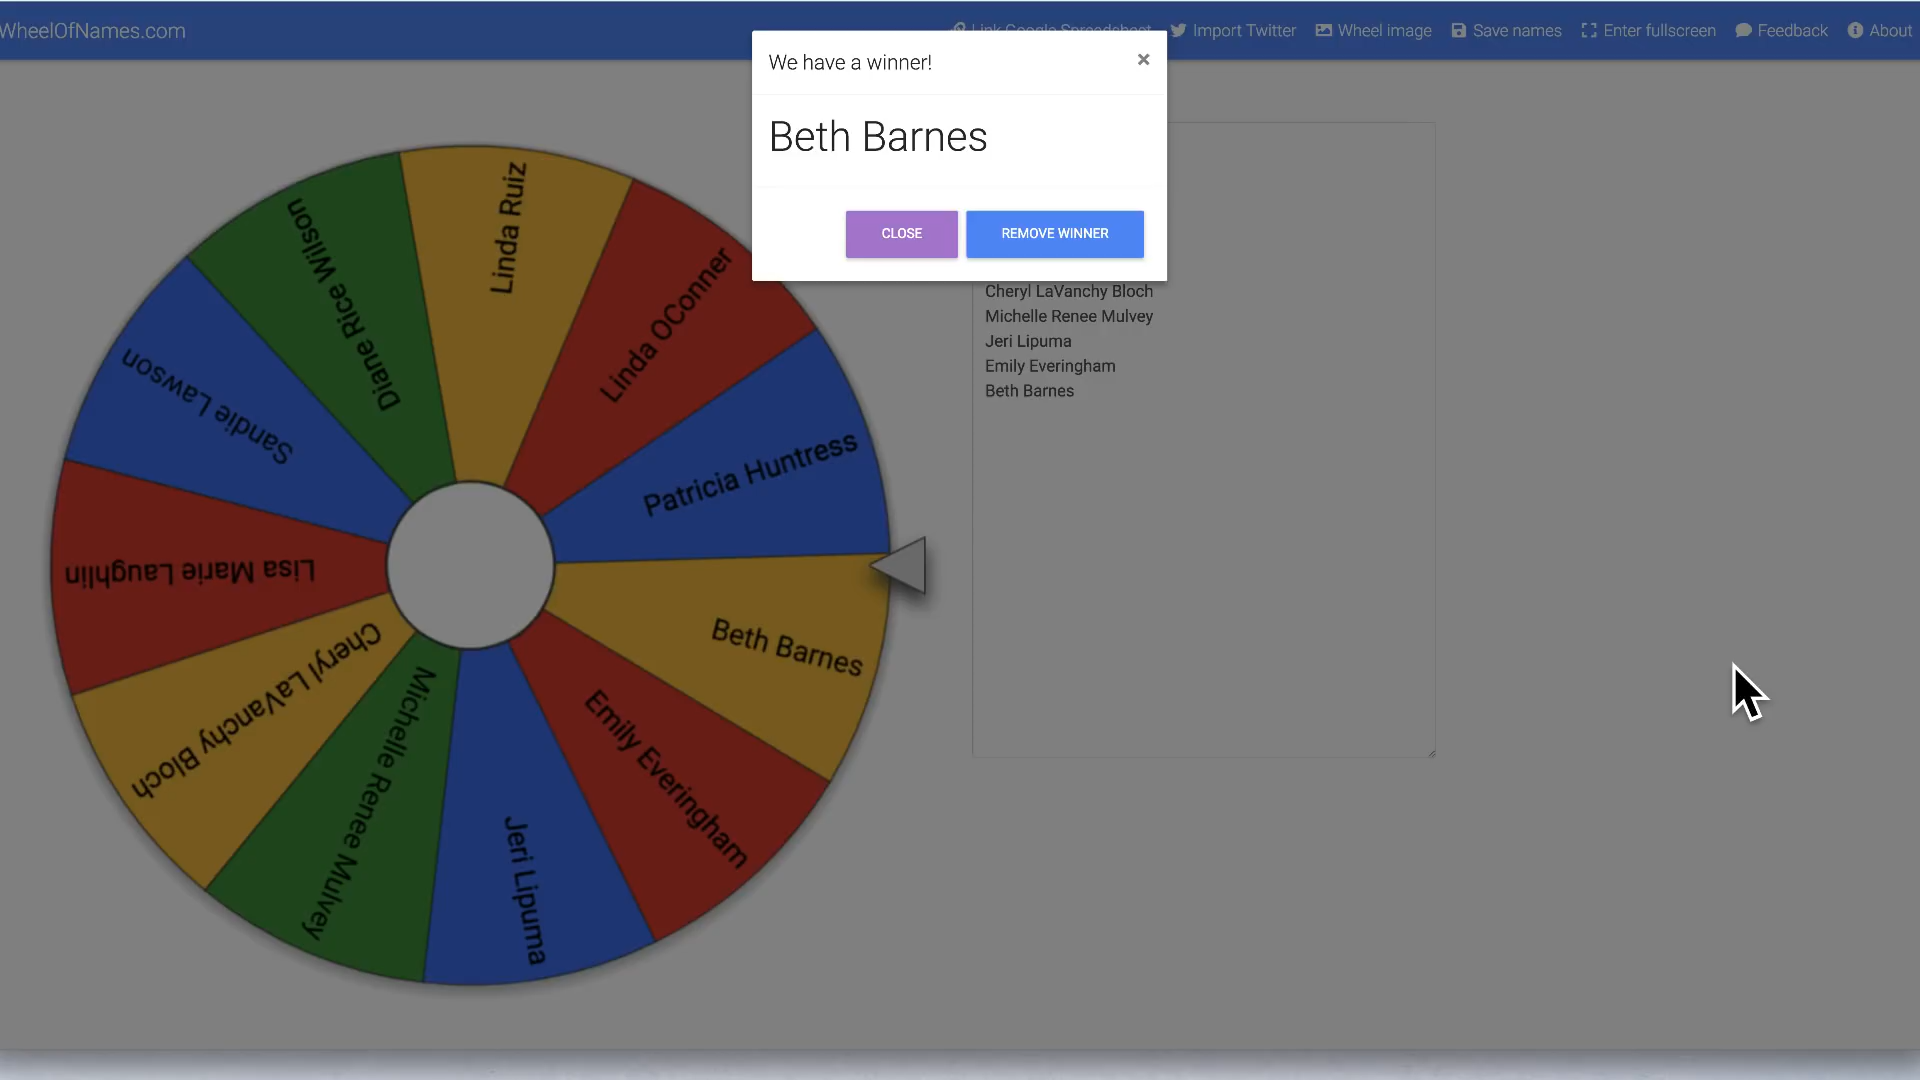 WheelOfNames.com
Link Google Spreadsheet
Import Twitter
Wheel image
Save names
Enter fullscreen
Feedback
About
We have a winner!
×
Beth Barnes
CLOSE
REMOVE WINNER
Cheryl LaVanchy Bloch
Michelle Renee Mulvey
Jeri Lipuma
Emily Everingham
Beth Barnes
Linda Ruiz
Linda OConner
Patricia Huntress
Beth Barnes
Emily Everingham
Jeri Lipuma
Michelle Renee Mulvey
Cheryl LaVanchy Bloch
Lisa Marie Laughlin
Sandie Lawson
Diane Rice Wilson